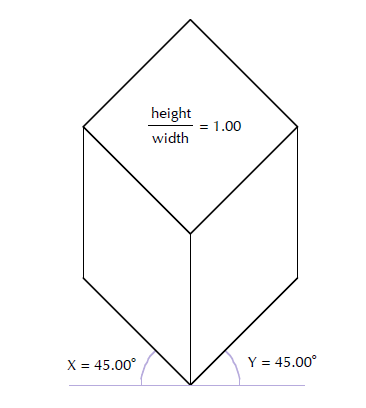 height
width
= 1.00
X = 45.00°
Y = 45.00°